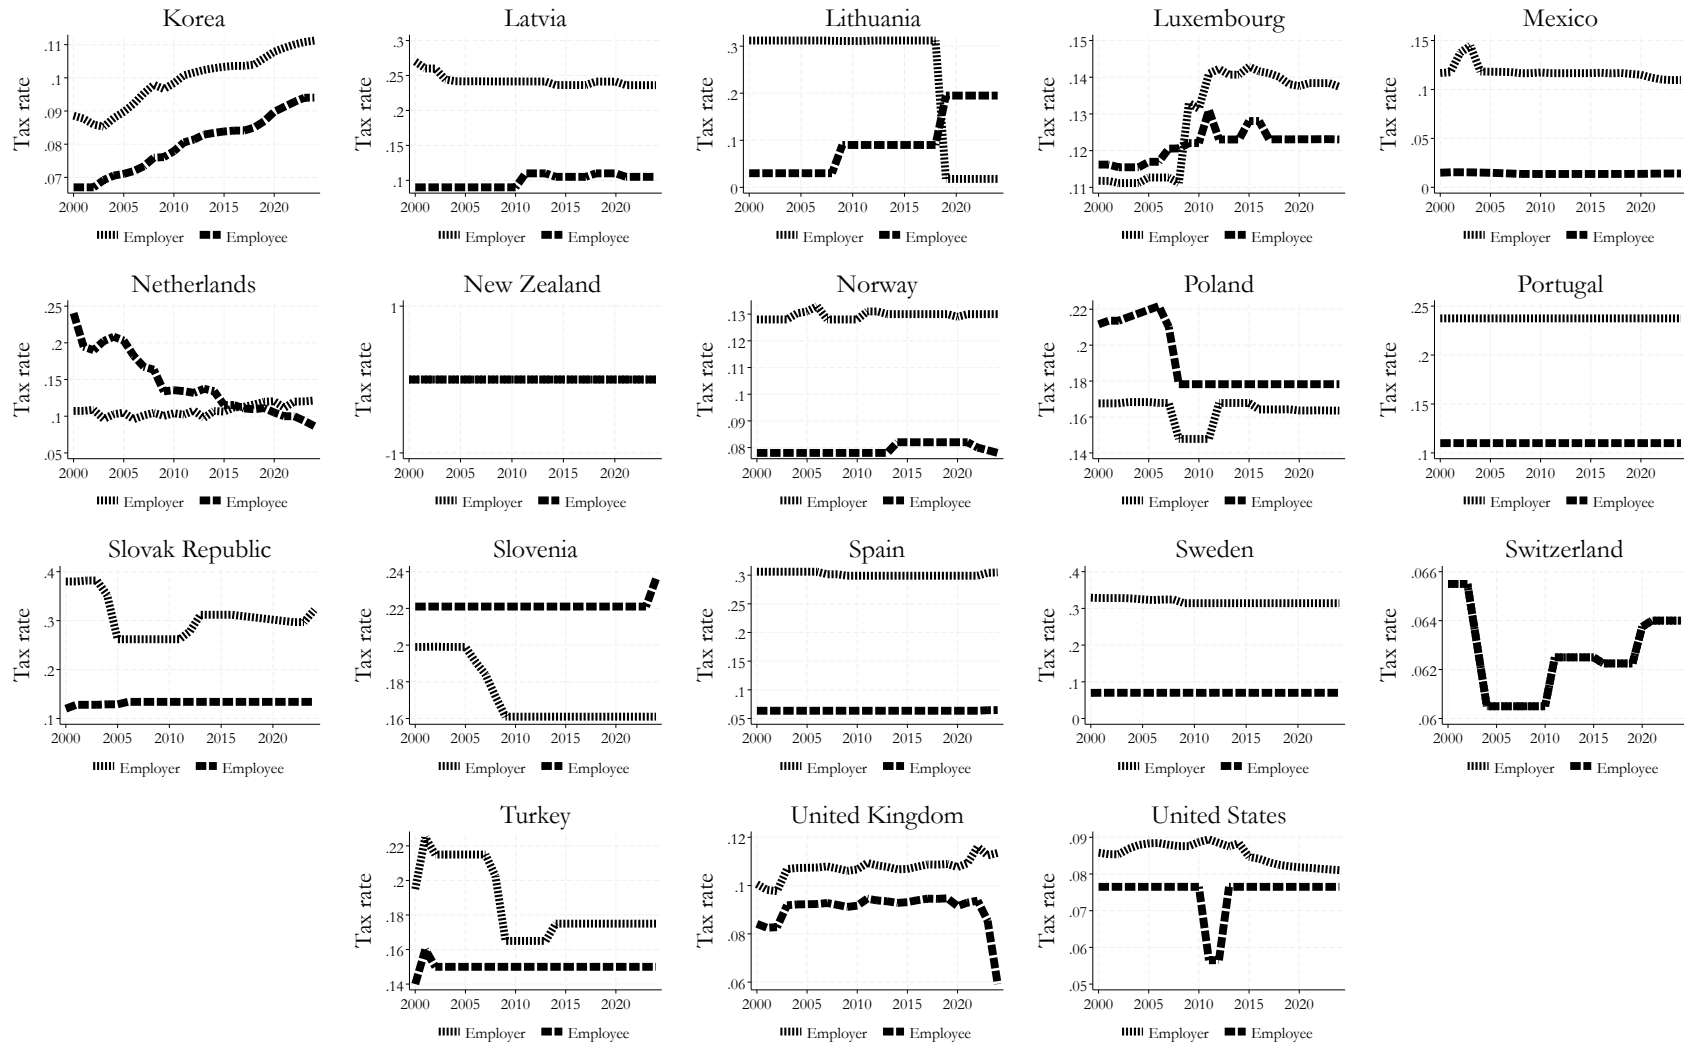 Korea
Tax rate
.11
.1
.09
.08
.07
2000 2005 2010 2015 2020
Employer Employee
Latvia
Tax rate
.3
.25
.2
.15
.1
2000 2005 2010 2015 2020
Employer Employee
Lithuania
Tax rate
.3
.2
.1
0
2000 2005 2010 2015 2020
Employer Employee
Luxembourg
Tax rate
.15
.14
.13
.12
.11
2000 2005 2010 2015 2020
Employer Employee
Mexico
Tax rate
.15
.1
.05
0
2000 2005 2010 2015 2020
Employer Employee
Netherlands
Tax rate
.25
.2
.15
.1
.05
2000 2005 2010 2015 2020
Employer Employee
New Zealand
Tax rate
1
-1
2000 2005 2010 2015 2020
Employer Employee
Norway
Tax rate
.13
.12
.11
.1
.09
.08
2000 2005 2010 2015 2020
Employer Employee
Poland
Tax rate
.22
.2
.18
.16
.14
2000 2005 2010 2015 2020
Employer Employee
Portugal
Tax rate
.25
.2
.15
.1
2000 2005 2010 2015 2020
Employer Employee
Slovak Republic
Tax rate
.4
.3
.2
.1
2000 2005 2010 2015 2020
Employer Employee
Slovenia
Tax rate
.24
.22
.2
.18
.16
2000 2005 2010 2015 2020
Employer Employee
Spain
Tax rate
.3
.25
.2
.15
.1
.05
2000 2005 2010 2015 2020
Employer Employee
Sweden
Tax rate
.4
.3
.2
.1
0
2000 2005 2010 2015 2020
Employer Employee
Switzerland
Tax rate
.066
.064
.062
.06
2000 2005 2010 2015 2020
Employer Employee
Turkey
Tax rate
.22
.2
.18
.16
.14
2000 2005 2010 2015 2020
Employer Employee
United Kingdom
Tax rate
.12
.1
.08
.06
2000 2005 2010 2015 2020
Employer Employee
United States
Tax rate
.09
.08
.07
.06
.05
2000 2005 2010 2015 2020
Employer Employee